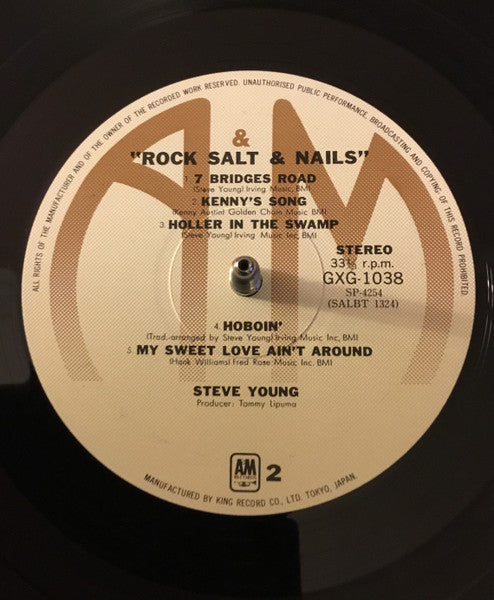 ALL RIGHTS OF THE MANUFACTURER AND OF THE OWNER OF THE RECORDED WORK RESERVED. UNAUTHORISED PUBLIC PERFORMANCE, BROADCASTING AND COPYING OF THIS RECORD PROHIBITED.
A&M
"ROCK SALT & NAILS"
1. 7 BRIDGES ROAD
(Steve Young) Irving Music, BMI
2. KENNY'S SONG
(Kenny Austin) Golden Chum Music BMI
3. HOLLER IN THE SWAMP
(Steve Young) Irving Music Inc, BMI
STEREO
33⅓ r.p.m.
GXG-1038
SP-4254
(SALBT 1324)
4. HOBOIN'
(Trad.-arranged by Steve Young) Irving Music Inc, BMI
5. MY SWEET LOVE AIN'T AROUND
(Hank Williams) Fred Rose Music Inc, BMI
STEVE YOUNG
Producer: Tommy Lipuma
AM
RECORDS
2
MANUFACTURED BY KING RECORD CO., LTD. TOKYO, JAPAN.